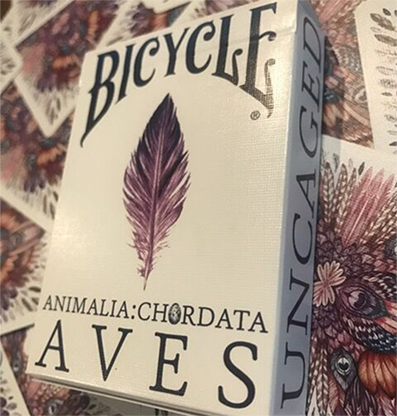 BICYCLE®
ANIMALIA:CHORDATA
AVES
UNCAGED